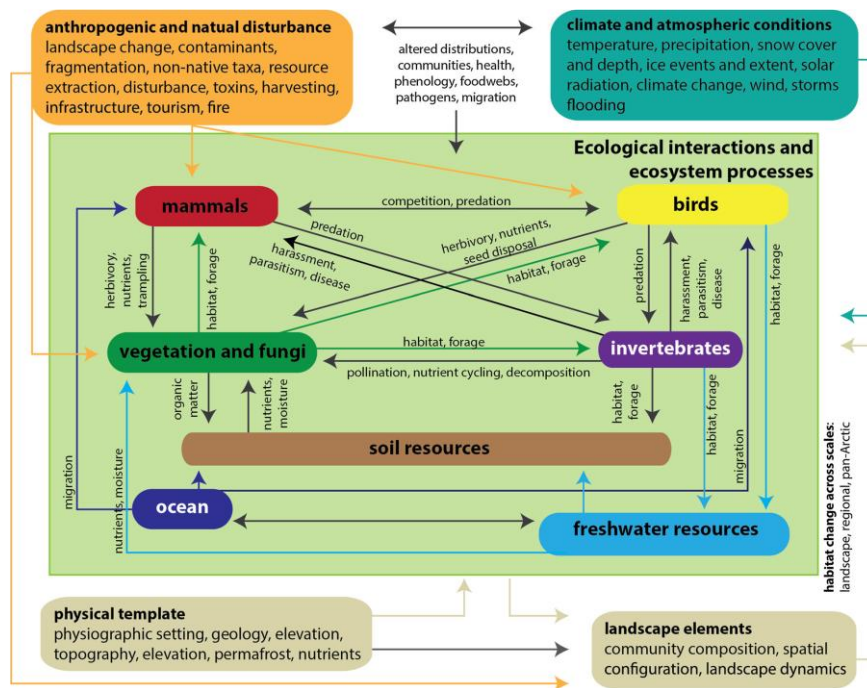 anthropogenic and natual disturbance
landscape change, contaminants,
fragmentation, non-native taxa, resource
extraction, disturbance, toxins, harvesting,
infrastructure, tourism, fire
altered distributions,
communities, health,
phenology, foodwebs,
pathogens, migration
climate and atmospheric conditions
temperature, precipitation, snow cover
and depth, ice events and extent, solar
radiation, climate change, wind, storms
flooding
Ecological interactions and
ecosystem processes
mammals
competition, predation
birds
predation
harassment,
parasitism, disease
herbivory, nutrients,
seed disposal
habitat, forage
herbivory,
nutrients,
trampling
habitat, forage
predation
harassment,
parasitism,
disease
habitat, forage
vegetation and fungi
habitat, forage
pollination, nutrient cycling, decomposition
invertebrates
organic
matter
nutrients,
moisture
habitat,
forage
habitat, forage
migration
soil resources
migration
nutrients, moisture
ocean
freshwater resources
habitat change across scales:
landscape, regional, pan-Arctic
physical template
physiographic setting, geology, elevation,
topography, elevation, permafrost, nutrients
landscape elements
community composition, spatial
configuration, landscape dynamics